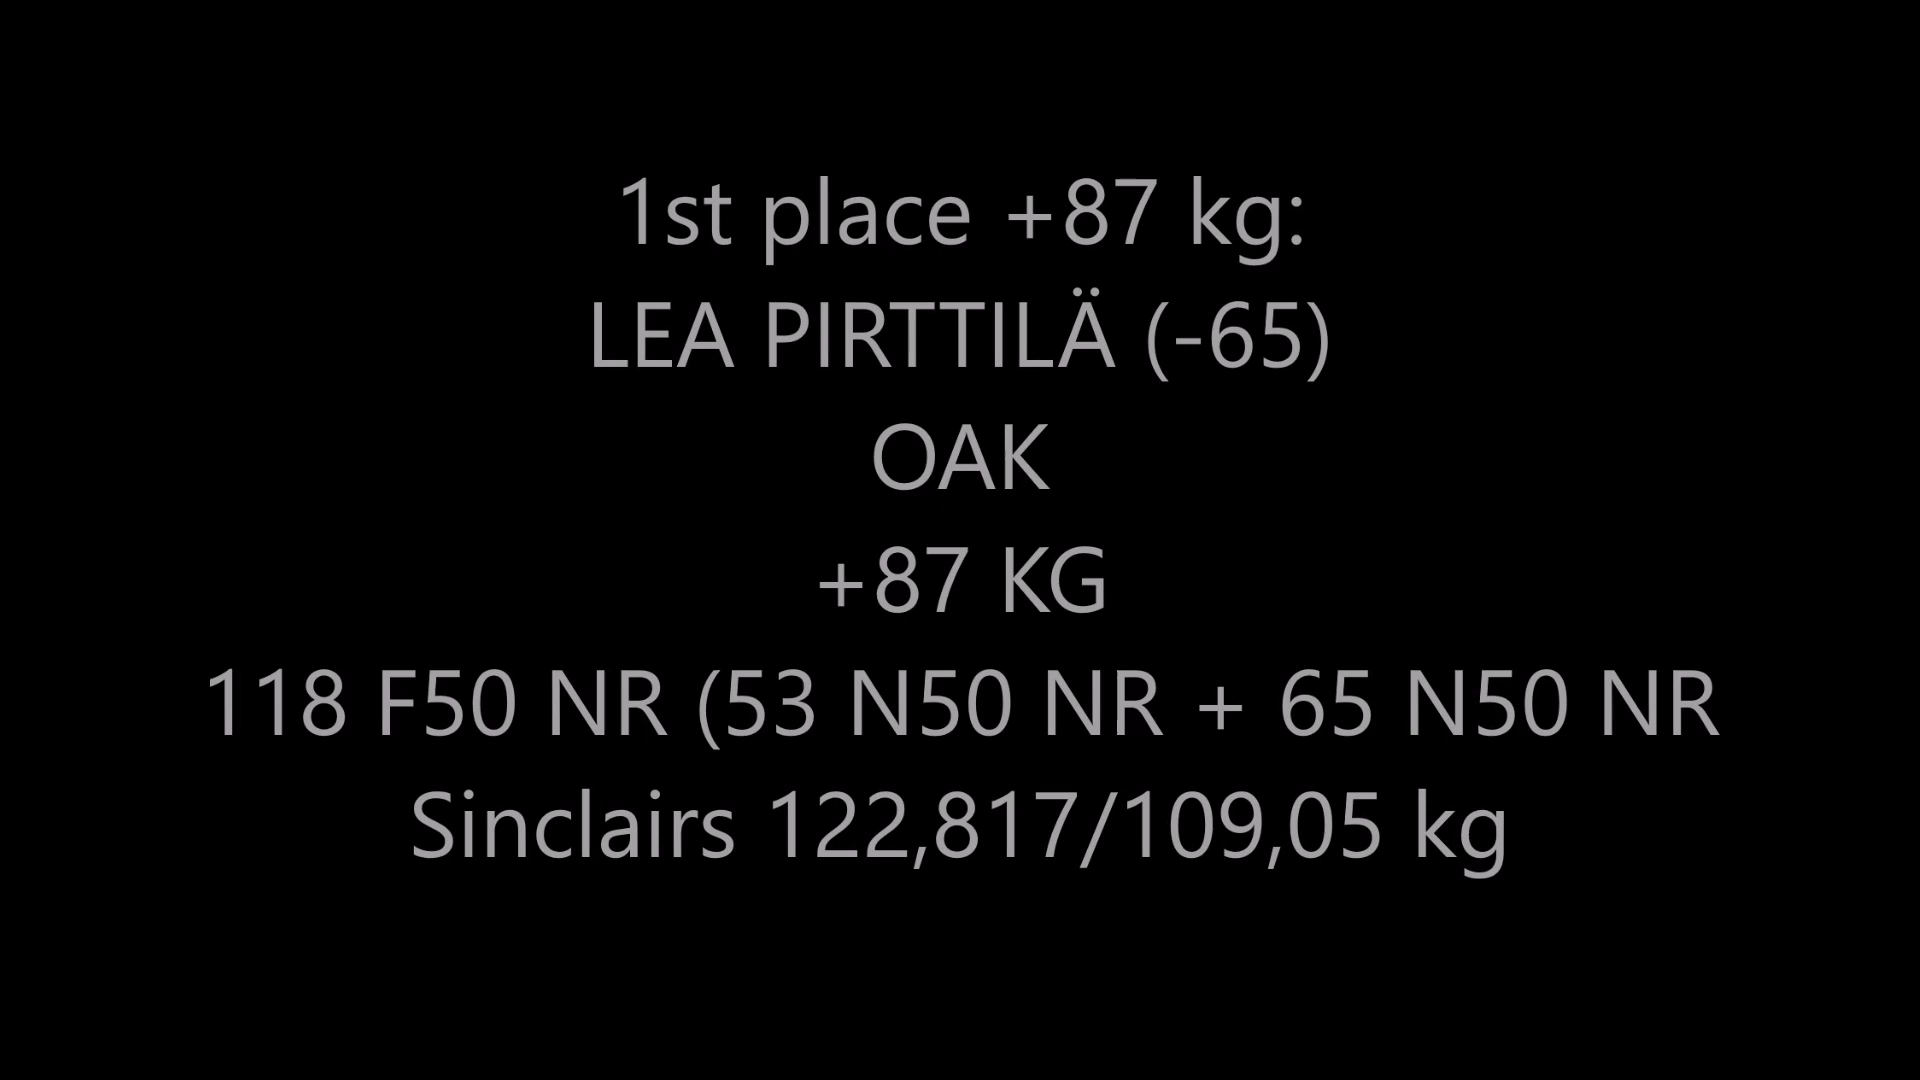 1st place +87 kg:
LEA PIRTTILÄ (-65)
OAK
+87 KG
118 F50 NR (53 N50 NR + 65 N50 NR
Sinclairs 122,817/109,05 kg